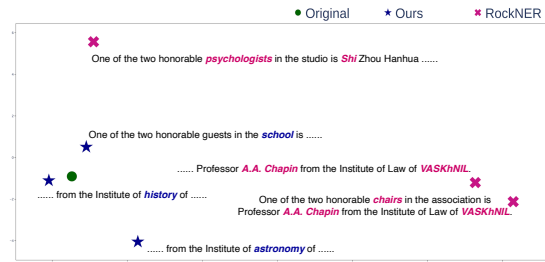 Original Ours RockNER
One of the two honorable psychologists in the studio is Shi Zhou Hanhua ......
One of the two honorable guests in the school is ......
...... Professor A.A. Chapin from the Institute of Law of VASKhNIL.
...... from the Institute of history of ......
One of the two honorable chairs in the association is
Professor A.A. Chapin from the Institute of Law of VASKhNIL.
...... from the Institute of astronomy of ......